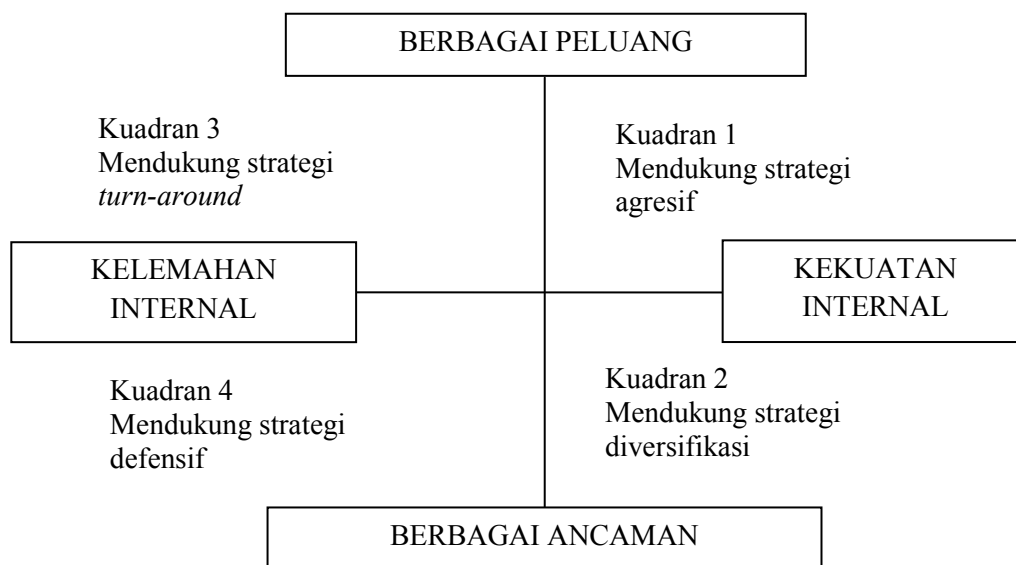 BERBAGAI PELUANG
Kuadran 3
Mendukung strategi
turn-around
Kuadran 1
Mendukung strategi
agresif
KELEMAHAN
INTERNAL
KEKUATAN
INTERNAL
Kuadran 4
Mendukung strategi
defensif
Kuadran 2
Mendukung strategi
diversifikasi
BERBAGAI ANCAMAN